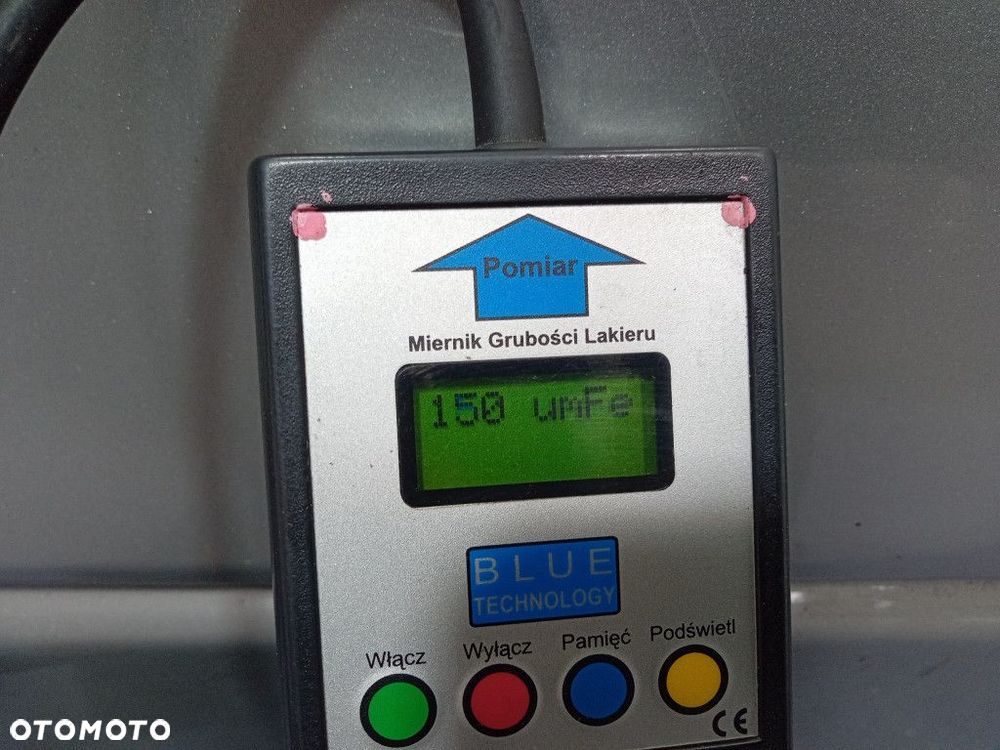 Pomiar
Miernik Grubości Lakieru
150 umFe
BLUE
TECHNOLOGY
Włącz Wyłącz Pamięć Podświetl
CE
OTOMOTO